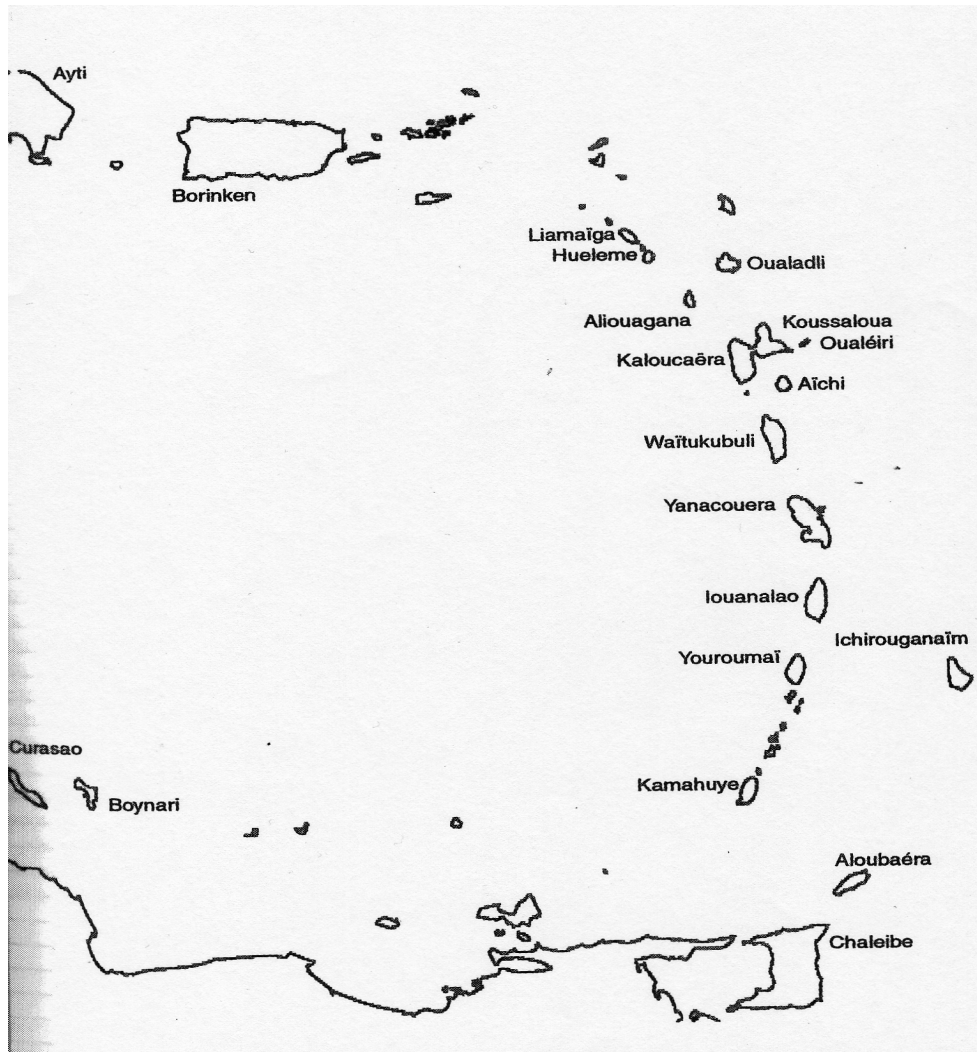 Ayti
Borinken
Liamaïga
Hueleme
Oualadli
Aliouagana
Koussaloua
Oualéiri
Kaloucaëra
Aïchi
Waïtukubuli
Yanacouera
Iouanalao
Ichirouganaïm
Youroumaï
Curasao
Kamahuye
Boynari
Aloubaéra
Chaleibe